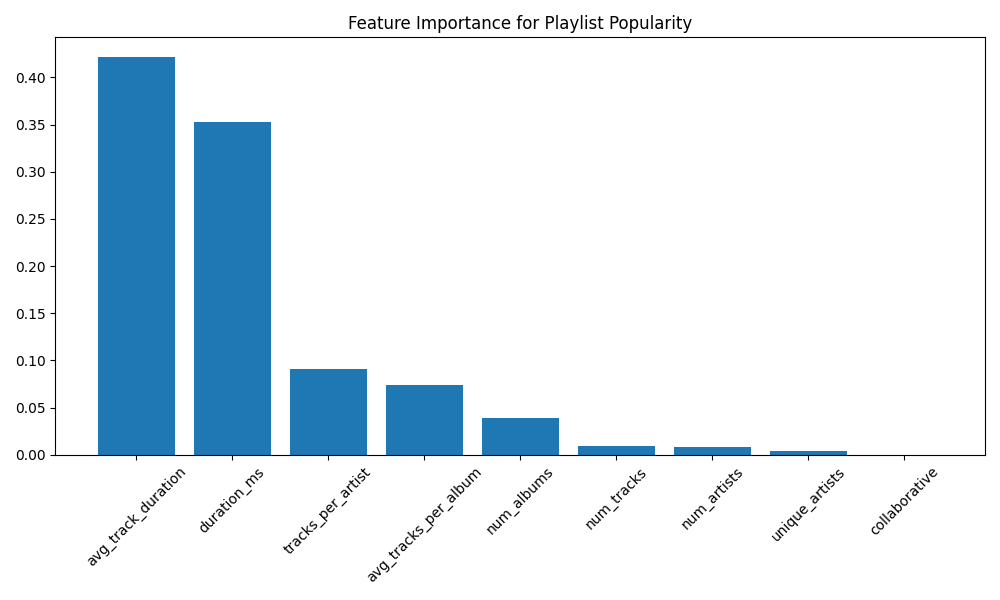 Feature Importance for Playlist Popularity
0.40
0.35
0.30
0.25
0.20
0.15
0.10
0.05
0.00
avg_track_duration
duration_ms
tracks_per_artist
avg_tracks_per_album
num_albums
num_tracks
num_artists
unique_artists
collaborative